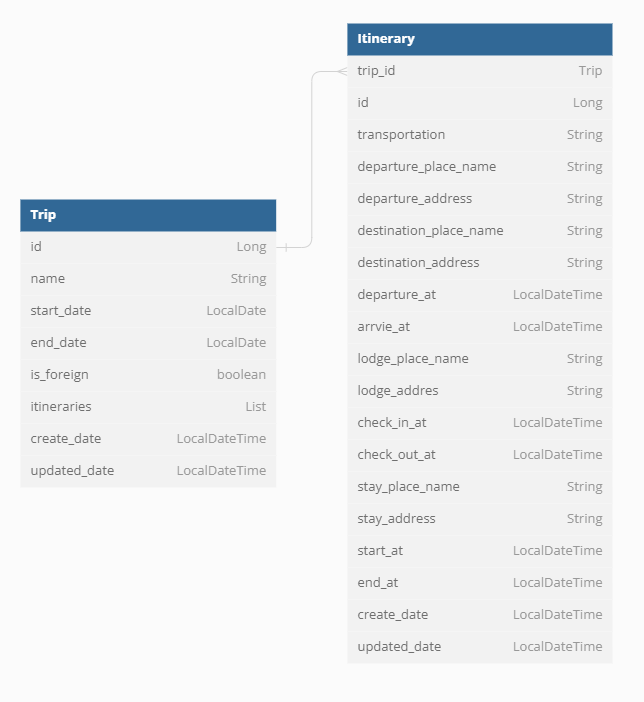 Itinerary
trip_id Trip
id Long
transportation String
departure_place_name String
departure_address String
destination_place_name String
destination_address String
departure_at LocalDateTime
arrvie_at LocalDateTime
lodge_place_name String
lodge_addres String
check_in_at LocalDateTime
check_out_at LocalDateTime
stay_place_name String
stay_address String
start_at LocalDateTime
end_at LocalDateTime
create_date LocalDateTime
updated_date LocalDateTime
Trip
id Long
name String
start_date LocalDate
end_date LocalDate
is_foreign boolean
itineraries List
create_date LocalDateTime
updated_date LocalDateTime